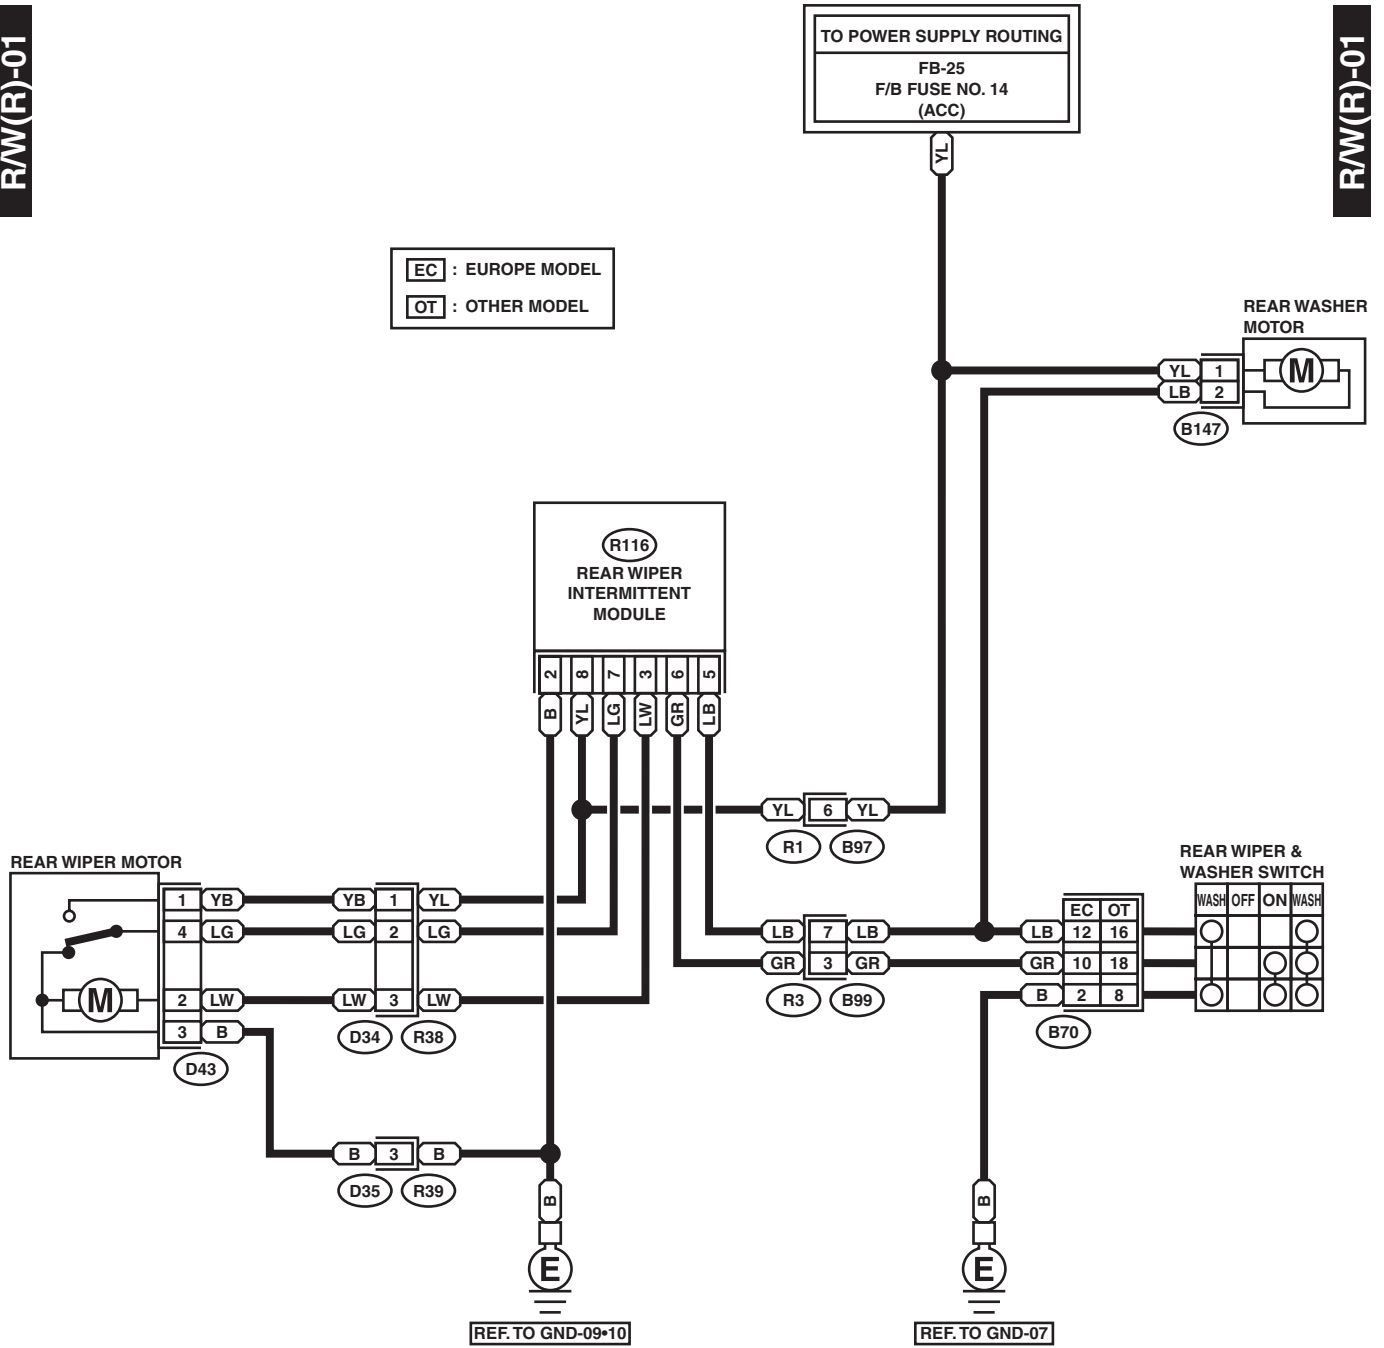 R/W(R)-01
R/W(R)-01
TO POWER SUPPLY ROUTING
FB-25
F/B FUSE NO. 14
(ACC)
YL
EC : EUROPE MODEL
OT : OTHER MODEL
REAR WASHER
MOTOR
YL 1 M
LB 2
B147
R116
REAR WIPER
INTERMITTENT
MODULE
2 8 7 3 6 5
B YL LG LW GR LB
YL 6 YL
R1 B97
REAR WIPER MOTOR
1 YB YB 1 YL
4 LG LG 2 LG
M 2 LW LW 3 LW
3 B
D34 R38
D43
REAR WIPER &
WASHER SWITCH
WASH OFF ON WASH
EC OT
LB 7 LB LB 12 16
GR 3 GR GR 10 18
B 2 8
R3 B99
B70
B 3 B
D35 R39
B B
E E
REF. TO GND-09•10
REF. TO GND-07